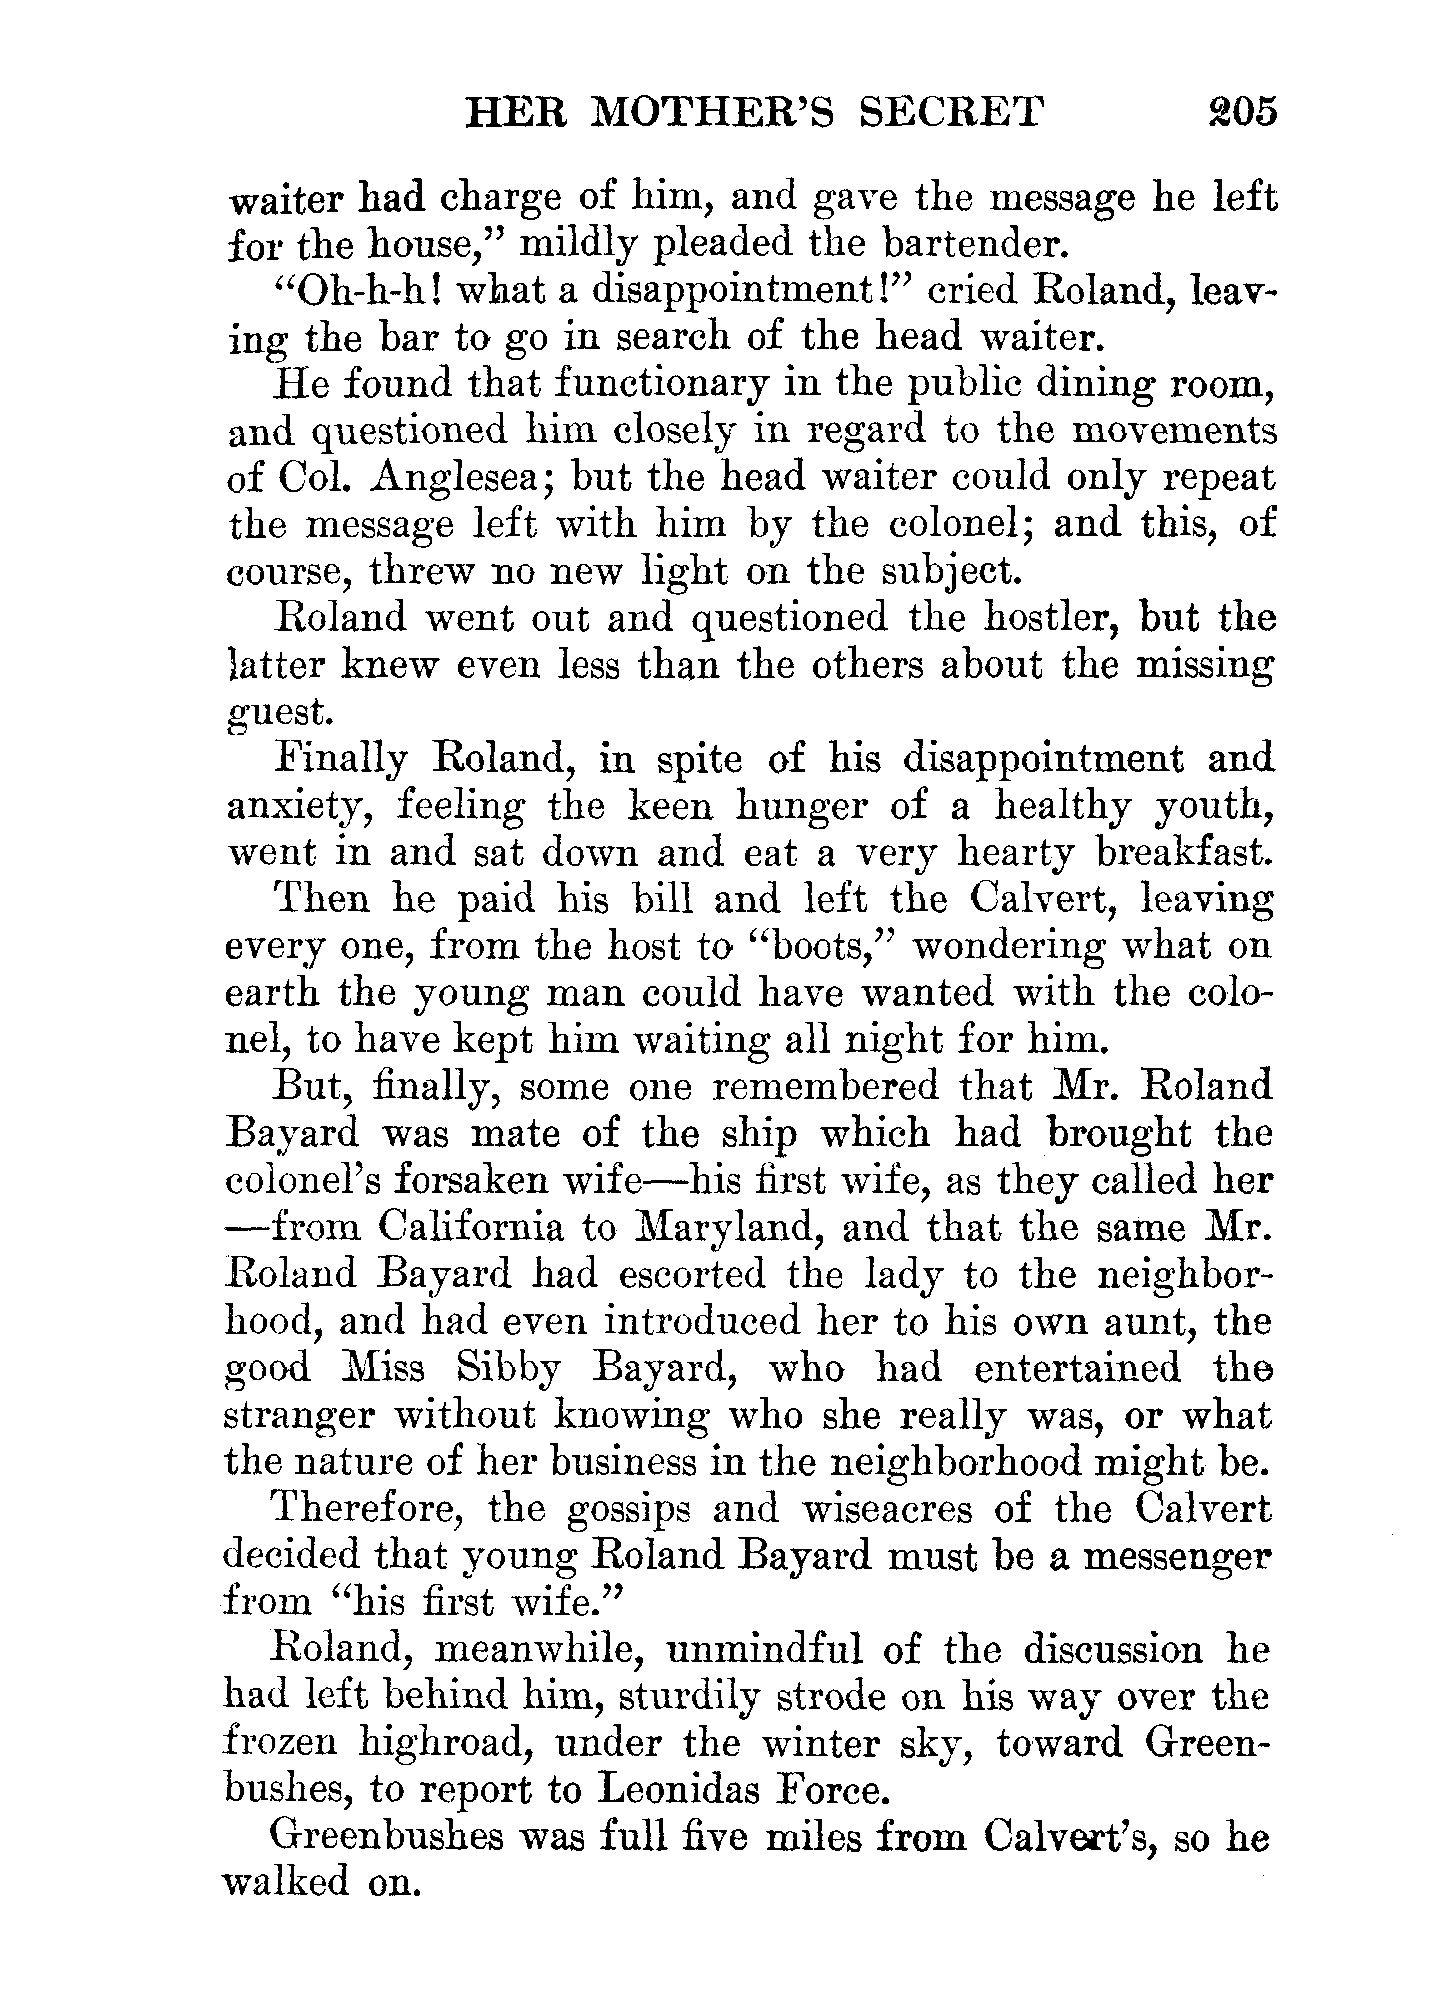 HER MOTHER'S SECRET 205
waiter had charge of him, and gave the message he left
for the house,” mildly pleaded the bartender.
“Oh-h-h! what a disappointment!” cried Roland, leav-
ing the bar to go in search of the head waiter.
He found that functionary in the public dining room,
and questioned him closely in regard to the movements
of Col. Anglesea; but the head waiter could only repeat
the message left with him by the colonel; and this, of
course, threw no new light on the subject.
Roland went out and questioned the hostler, but the
latter knew even less than the others about the missing
guest.
Finally Roland, in spite of his disappointment and
anxiety, feeling the keen hunger of a healthy youth,
went in and sat down and eat a very hearty breakfast.
Then he paid his bill and left the Calvert, leaving
every one, from the host to “boots,” wondering what on
earth the young man could have wanted with the colo-
nel, to have kept him waiting all night for him.
But, finally, some one remembered that Mr. Roland
Bayard was mate of the ship which had brought the
colonel's forsaken wife—his first wife, as they called her
—from California to Maryland, and that the same Mr.
Roland Bayard had escorted the lady to the neighbor-
hood, and had even introduced her to his own aunt, the
good Miss Sibby Bayard, who had entertained the
stranger without knowing who she really was, or what
the nature of her business in the neighborhood might be.
Therefore, the gossips and wiseacres of the Calvert
decided that young Roland Bayard must be a messenger
from “his first wife.”
Roland, meanwhile, unmindful of the discussion he
had left behind him, sturdily strode on his way over the
frozen highroad, under the winter sky, toward Green-
bushes, to report to Leonidas Force.
Greenbushes was full five miles from Calvert's, so he
walked on.